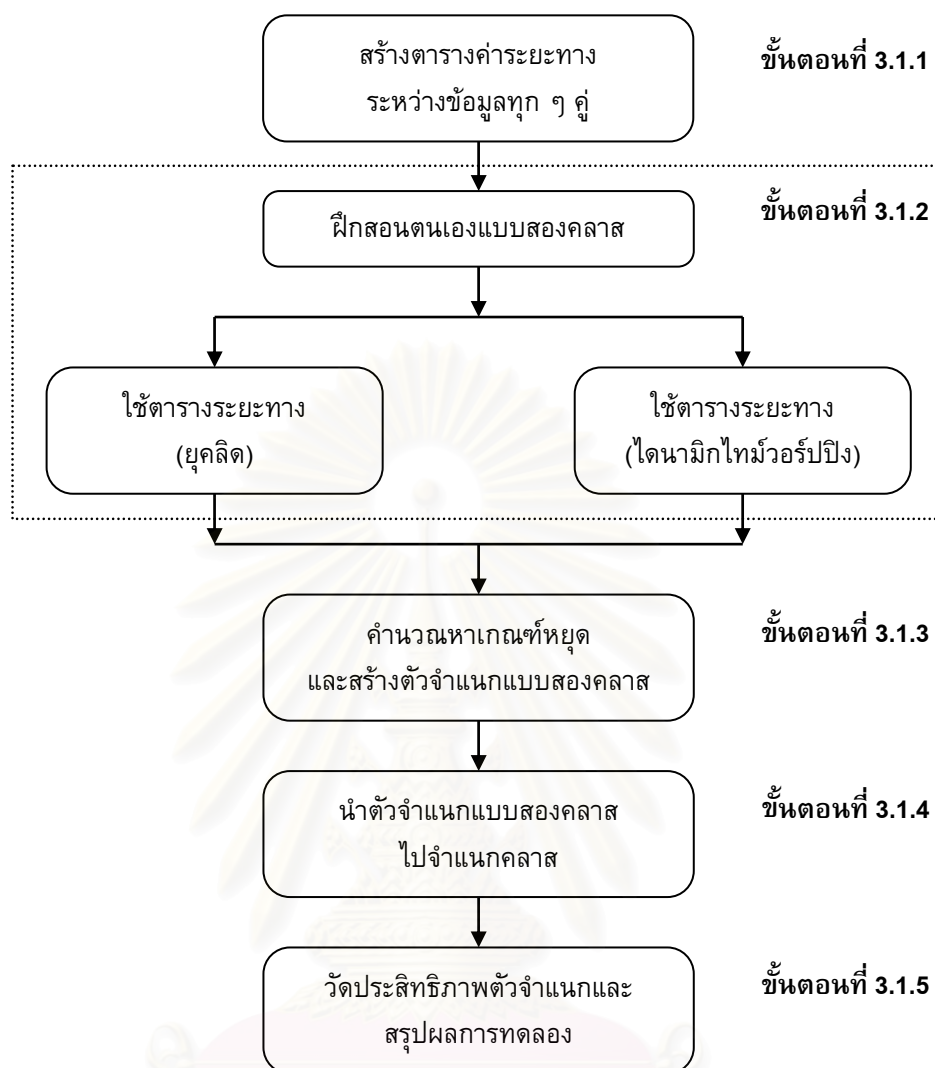 สร้างตารางค่าระยะทาง
ระหว่างข้อมูลทุก ๆ คู่
ขั้นตอนที่ 3.1.1
ฝึกสอนตนเองแบบสองคลาส
ขั้นตอนที่ 3.1.2
ใช้ตารางระยะทาง
(ยุคลิด)
ใช้ตารางระยะทาง
(ไดนามิกไทม์วอร์ปปิง)
คำนวณหาเกณฑ์หยุด
และสร้างตัวจำแนกแบบสองคลาส
ขั้นตอนที่ 3.1.3
นำตัวจำแนกแบบสองคลาส
ไปจำแนกคลาส
ขั้นตอนที่ 3.1.4
วัดประสิทธิภาพตัวจำแนกและ
สรุปผลการทดลอง
ขั้นตอนที่ 3.1.5